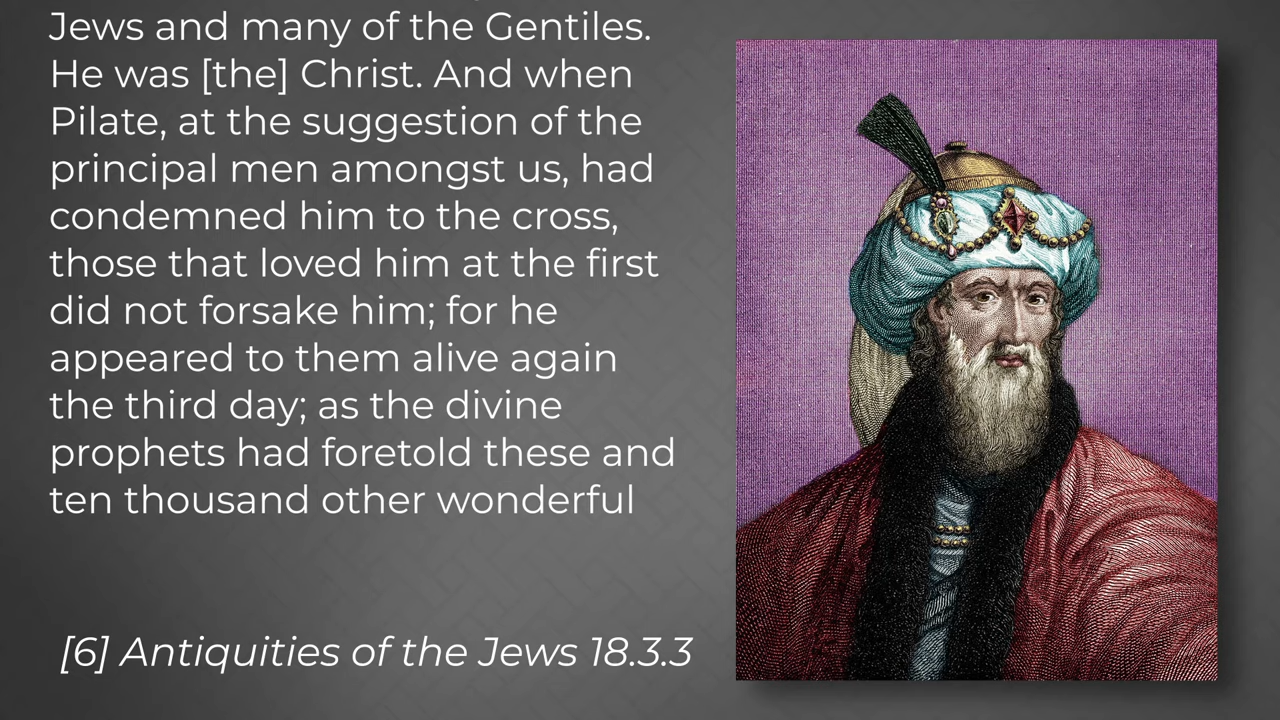 Jews and many of the Gentiles.
He was [the] Christ. And when
Pilate, at the suggestion of the
principal men amongst us, had
condemned him to the cross,
those that loved him at the first
did not forsake him; for he
appeared to them alive again
the third day; as the divine
prophets had foretold these and
ten thousand other wonderful
[6] Antiquities of the Jews 18.3.3